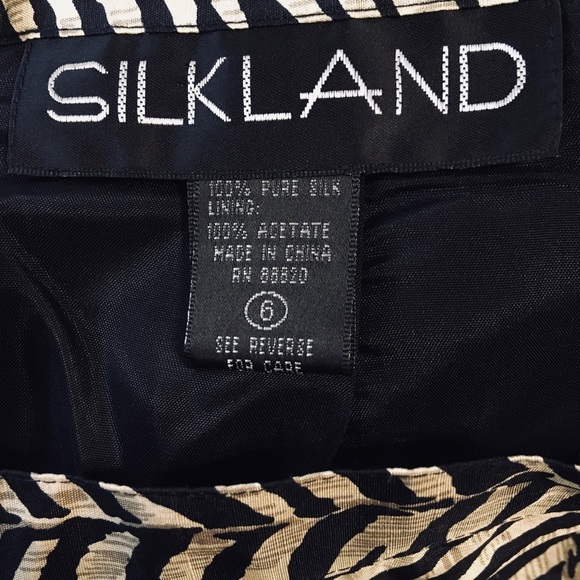 SILKLAND
100% PURE SILK
LINING:
100% ACETATE
MADE IN CHINA
RN 88820
6
SEE REVERSE
FOR CARE